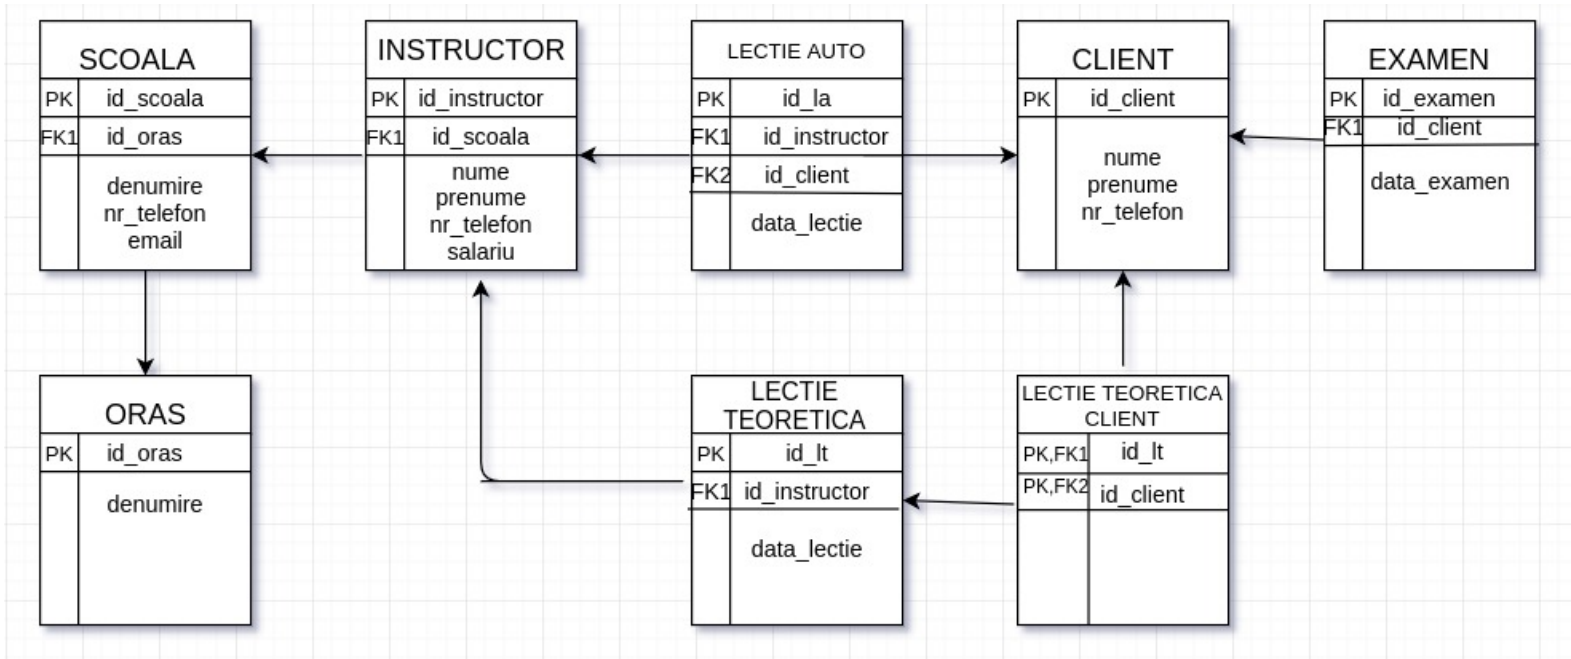 SCOALA
PK id_scoala
FK1 id_oras
denumire
nr_telefon
email
INSTRUCTOR
PK id_instructor
FK1 id_scoala
nume
prenume
nr_telefon
salariu
LECTIE AUTO
PK id_la
FK1 id_instructor
FK2 id_client
data_lectie
CLIENT
PK id_client
nume
prenume
nr_telefon
EXAMEN
PK id_examen
FK1 id_client
data_examen
ORAS
PK id_oras
denumire
LECTIE
TEORETICA
PK id_lt
FK1 id_instructor
data_lectie
LECTIE TEORETICA
CLIENT
PK,FK1 id_lt
PK,FK2 id_client